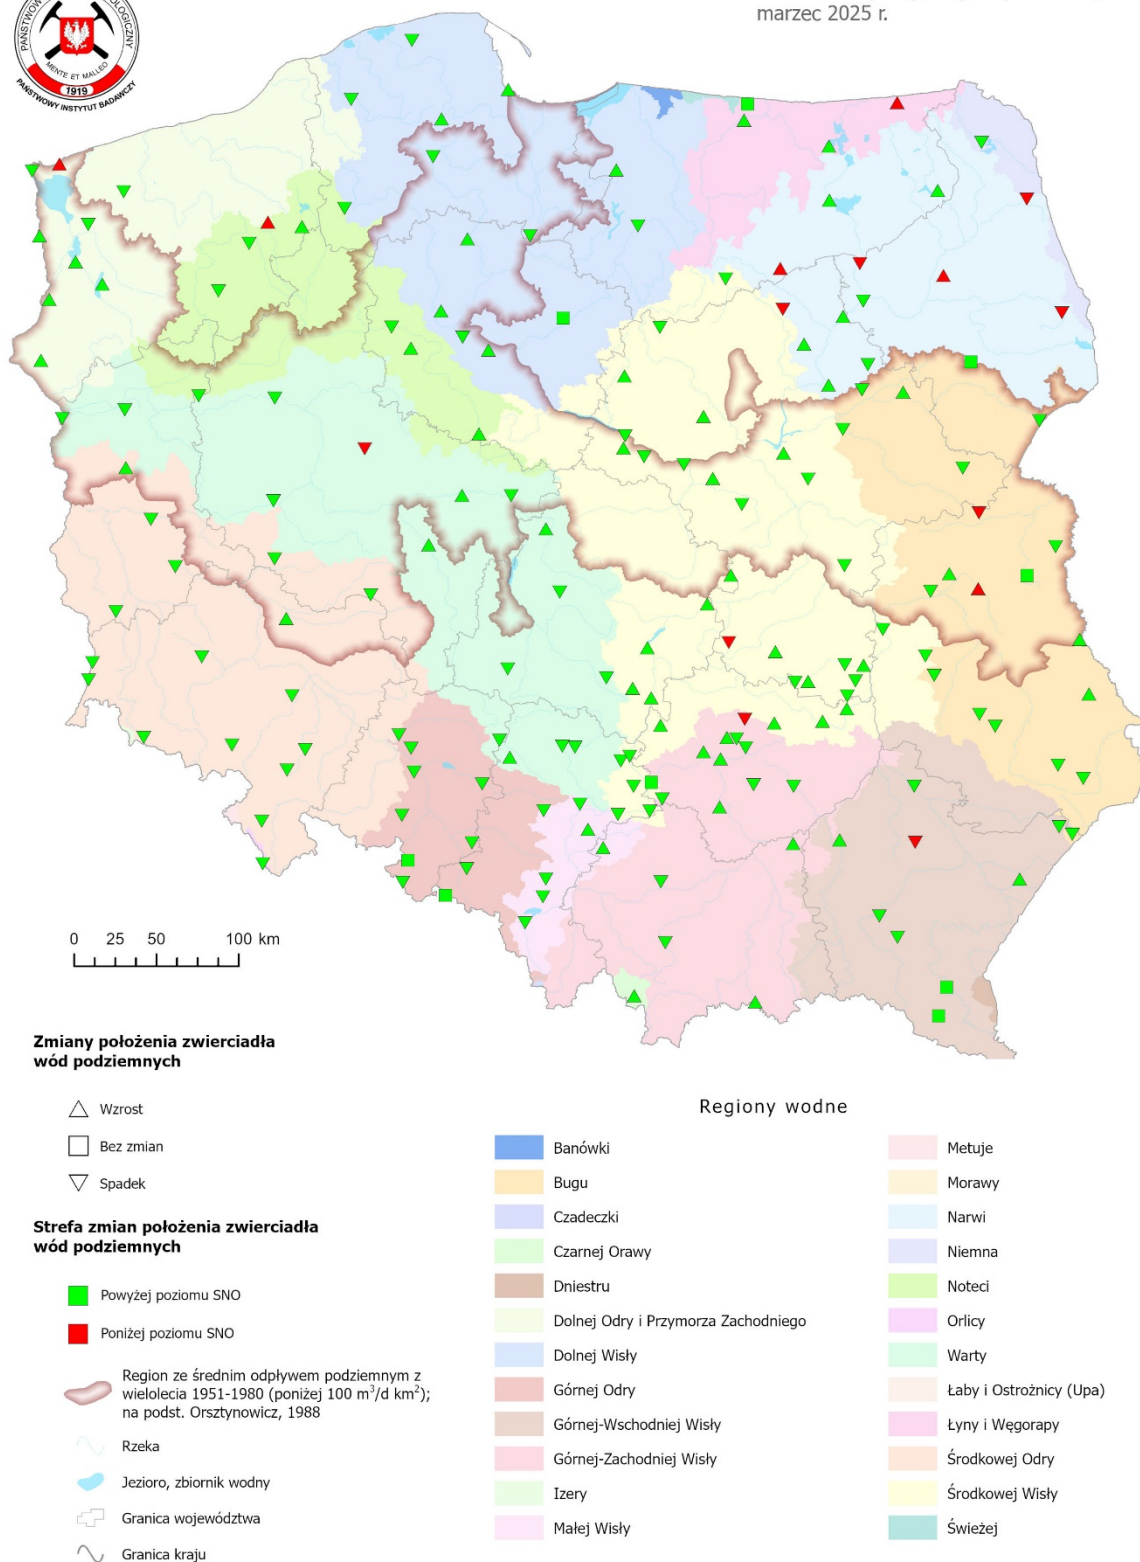 marzec 2025 r.
MENTE ET MALLEO
1919
PAŃSTWOWY INSTYTUT BADAWCZY
0 25 50 100 km
Zmiany położenia zwierciadła
wód podziemnych
Wzrost
Bez zmian
Spadek
Strefa zmian położenia zwierciadła
wód podziemnych
Powyżej poziomu SNO
Poniżej poziomu SNO
Region ze średnim odpływem podziemnym z
wielolecia 1951-1980 (poniżej 100 m³/d km²);
na podst. Orsztynowicz, 1988
Rzeka
Jezioro, zbiornik wodny
Granica województwa
Granica kraju
Regiony wodne
Banówki
Bugu
Czadeczki
Czarnej Orawy
Dniestru
Dolnej Odry i Przymorza Zachodniego
Dolnej Wisły
Górnej Odry
Górnej-Wschodniej Wisły
Górnej-Zachodniej Wisły
Izery
Małej Wisły
Metuje
Morawy
Narwi
Niemna
Noteci
Orlicy
Warty
Łaby i Ostrożnicy (Upa)
Łyny i Węgorapy
Środkowej Odry
Środkowej Wisły
Świeżej